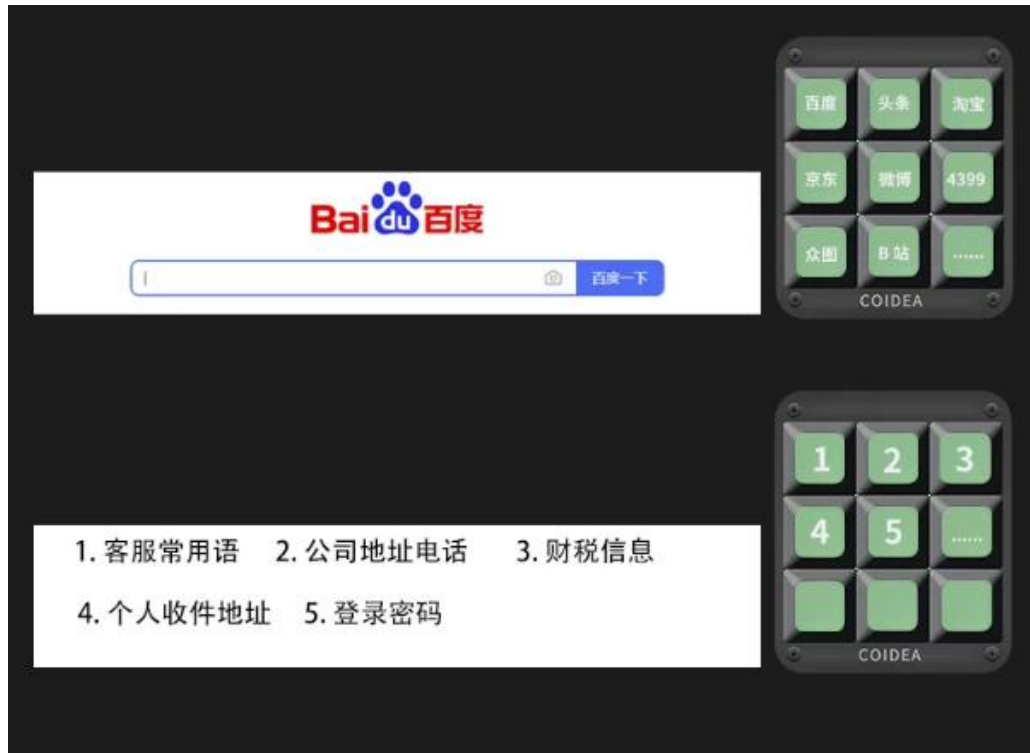 百度 头条 淘宝
京东 微博 4399
众图 B站 ......
COIDEA
Bai du 百度
百度一下
1 2 3
4 5 ......
COIDEA
1. 客服常用语 2. 公司地址电话 3. 财税信息
4. 个人收件地址 5. 登录密码